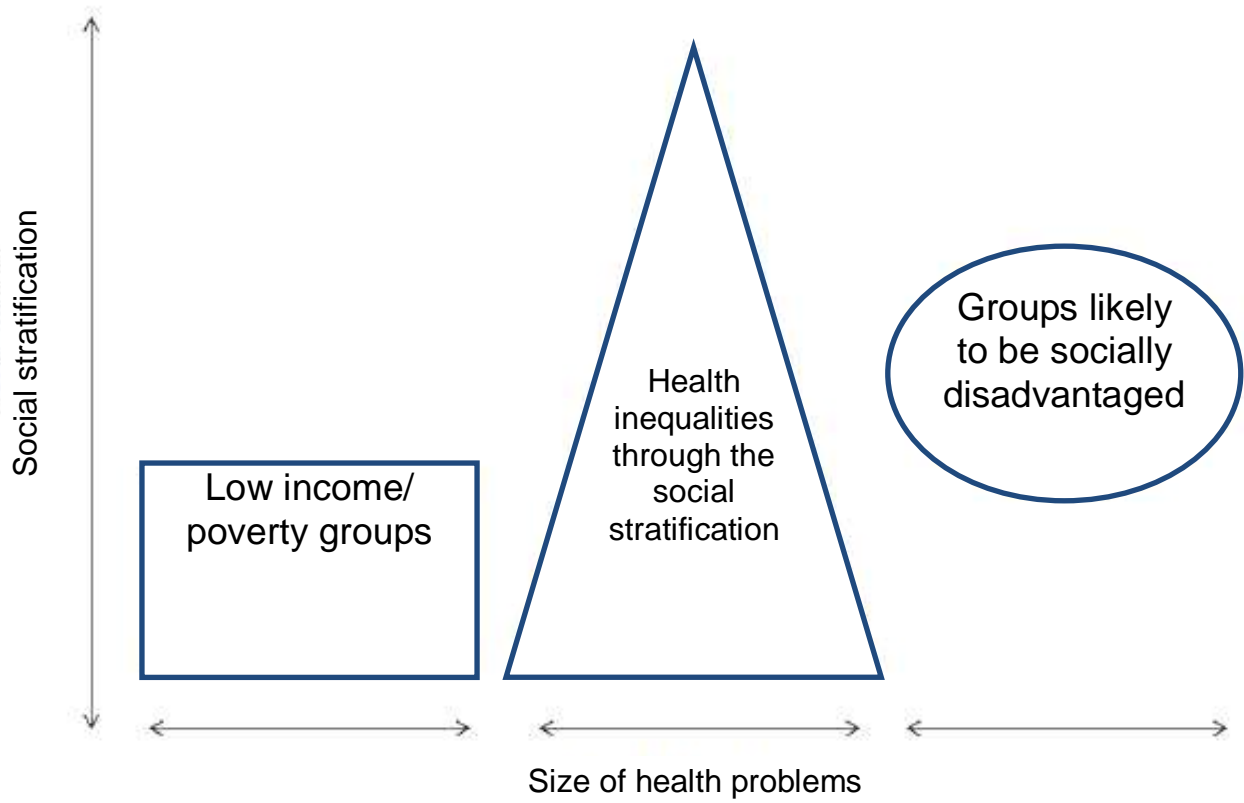 Social stratification
Low income/
poverty groups
Health
inequalities
through the
social
stratification
Groups likely
to be socially
disadvantaged
Size of health problems